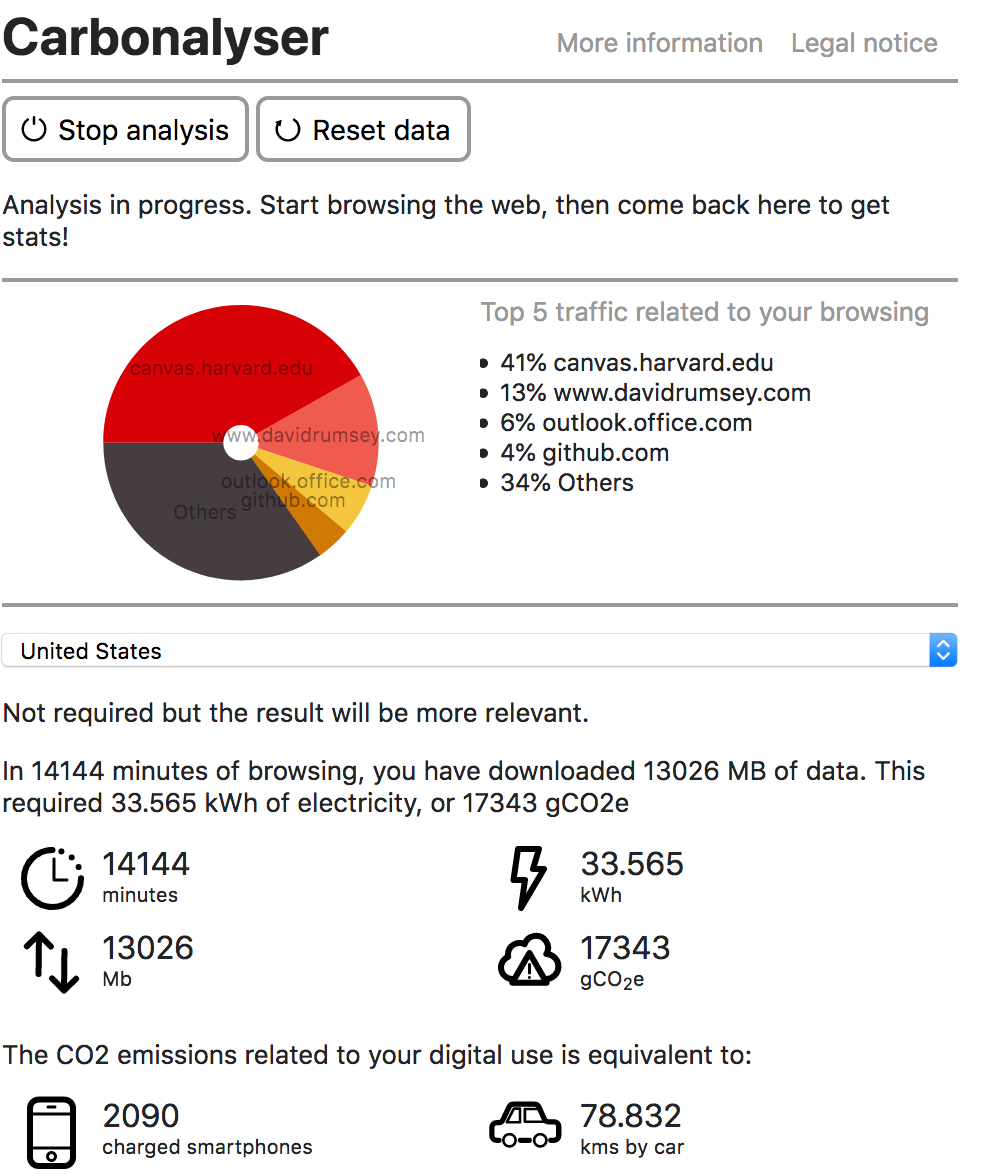 Carbonalyser
More information Legal notice
Stop analysis Reset data
Analysis in progress. Start browsing the web, then come back here to get
stats!
canvas.harvard.edu
www.davidrumsey.com
outlook.office.com
github.com
Others
Top 5 traffic related to your browsing
• 41% canvas.harvard.edu
• 13% www.davidrumsey.com
• 6% outlook.office.com
• 4% github.com
• 34% Others
United States
Not required but the result will be more relevant.
In 14144 minutes of browsing, you have downloaded 13026 MB of data. This
required 33.565 kWh of electricity, or 17343 gCO2e
14144
minutes
33.565
kWh
13026
Mb
17343
gCO₂e
The CO2 emissions related to your digital use is equivalent to:
2090
charged smartphones
78.832
kms by car